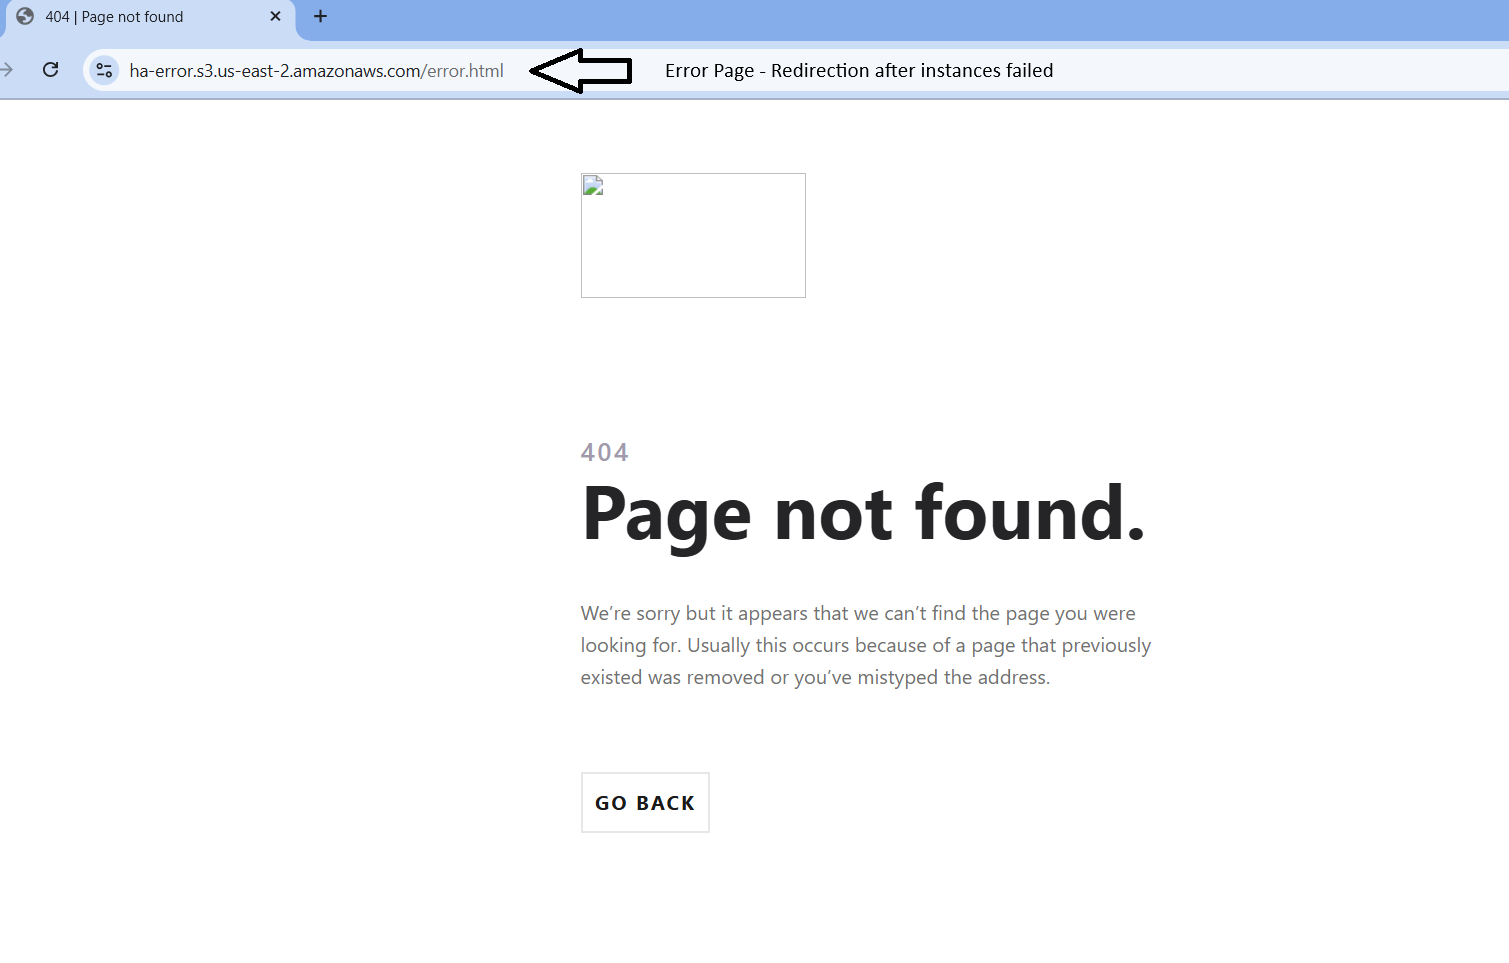 404 | Page not found
ha-error.s3.us-east-2.amazonaws.com/error.html
Error Page - Redirection after instances failed
404
Page not found.
We’re sorry but it appears that we can’t find the page you were
looking for. Usually this occurs because of a page that previously
existed was removed or you’ve mistyped the address.
GO BACK